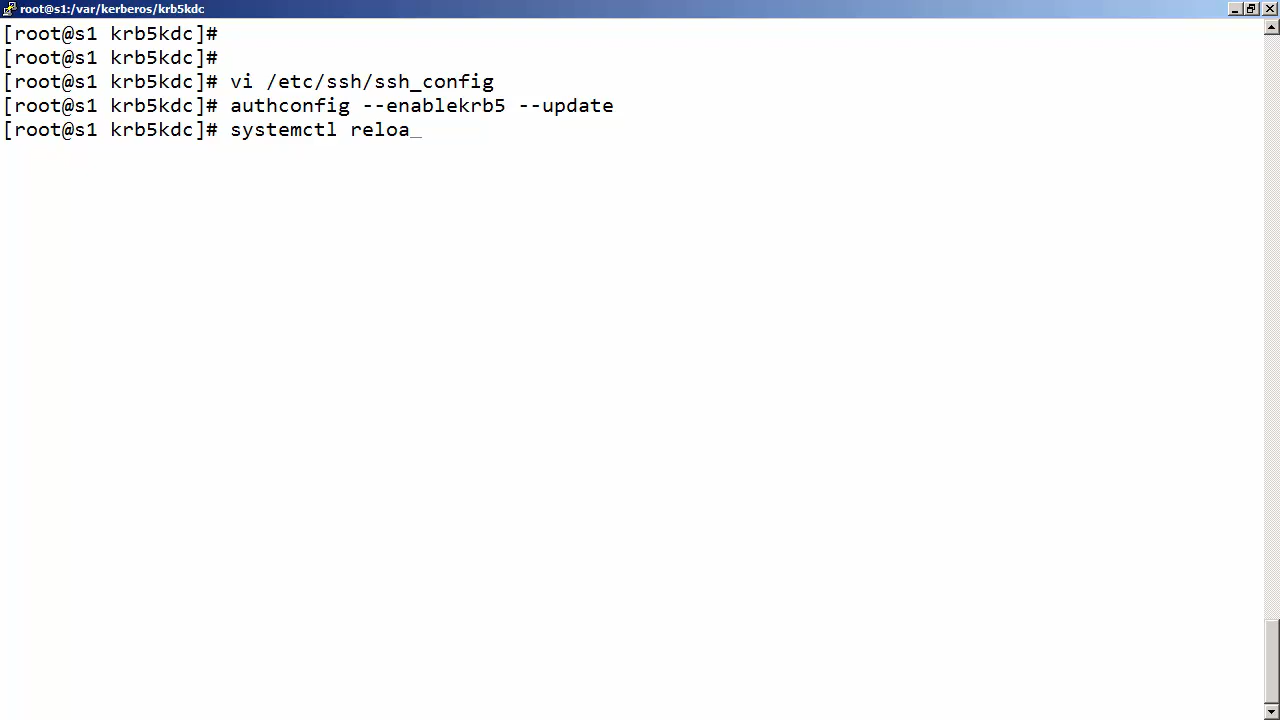 root@s1:/var/kerberos/krb5kdc
[root@s1 krb5kdc]#
[root@s1 krb5kdc]#
[root@s1 krb5kdc]# vi /etc/ssh/ssh_config
[root@s1 krb5kdc]# authconfig --enablekrb5 --update
[root@s1 krb5kdc]# systemctl reloa_